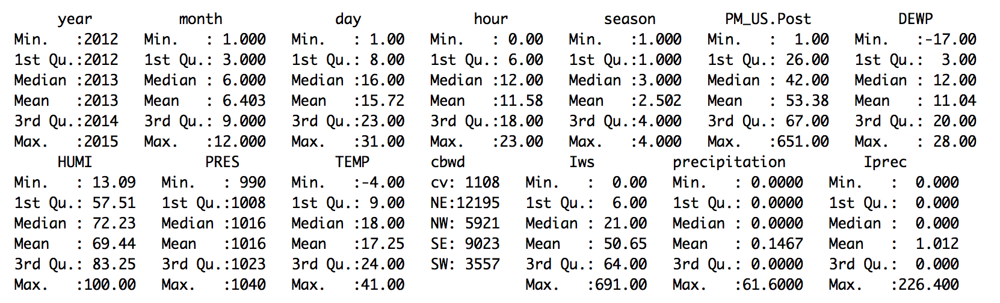 year          month             day               hour           season        PM_US.Post          DEWP
Min.   :2012   Min.   : 1.000   Min.   : 1.00   Min.   : 0.00   Min.   :1.000   Min.   :  1.00   Min.   :-17.00
1st Qu.:2012   1st Qu.: 3.000   1st Qu.: 8.00   1st Qu.: 6.00   1st Qu.:1.000   1st Qu.: 26.00   1st Qu.:  3.00
Median :2013   Median : 6.000   Median :16.00   Median :12.00   Median :3.000   Median : 42.00   Median : 12.00
Mean   :2013   Mean   : 6.403   Mean   :15.72   Mean   :11.58   Mean   :2.502   Mean   : 53.38   Mean   : 11.04
3rd Qu.:2014   3rd Qu.: 9.000   3rd Qu.:23.00   3rd Qu.:18.00   3rd Qu.:4.000   3rd Qu.: 67.00   3rd Qu.: 20.00
Max.   :2015   Max.   :12.000   Max.   :31.00   Max.   :23.00   Max.   :4.000   Max.   :651.00   Max.   : 28.00
     HUMI             PRES           TEMP       cbwd            Iws         precipitation         Iprec
Min.   : 13.09   Min.   : 990   Min.   :-4.00   cv: 1108   Min.   :  0.00   Min.   : 0.0000   Min.   :  0.000
1st Qu.: 57.51   1st Qu.:1008   1st Qu.: 9.00   NE:12195   1st Qu.:  6.00   1st Qu.: 0.0000   1st Qu.:  0.000
Median : 72.23   Median :1016   Median :18.00   NW: 5921   Median : 21.00   Median : 0.0000   Median :  0.000
Mean   : 69.44   Mean   :1016   Mean   :17.25   SE: 9023   Mean   : 50.65   Mean   : 0.1467   Mean   :  1.012
3rd Qu.: 83.25   3rd Qu.:1023   3rd Qu.:24.00   SW: 3557   3rd Qu.: 64.00   3rd Qu.: 0.0000   3rd Qu.:  0.000
Max.   :100.00   Max.   :1040   Max.   :41.00              Max.   :691.00   Max.   :61.6000   Max.   :226.400